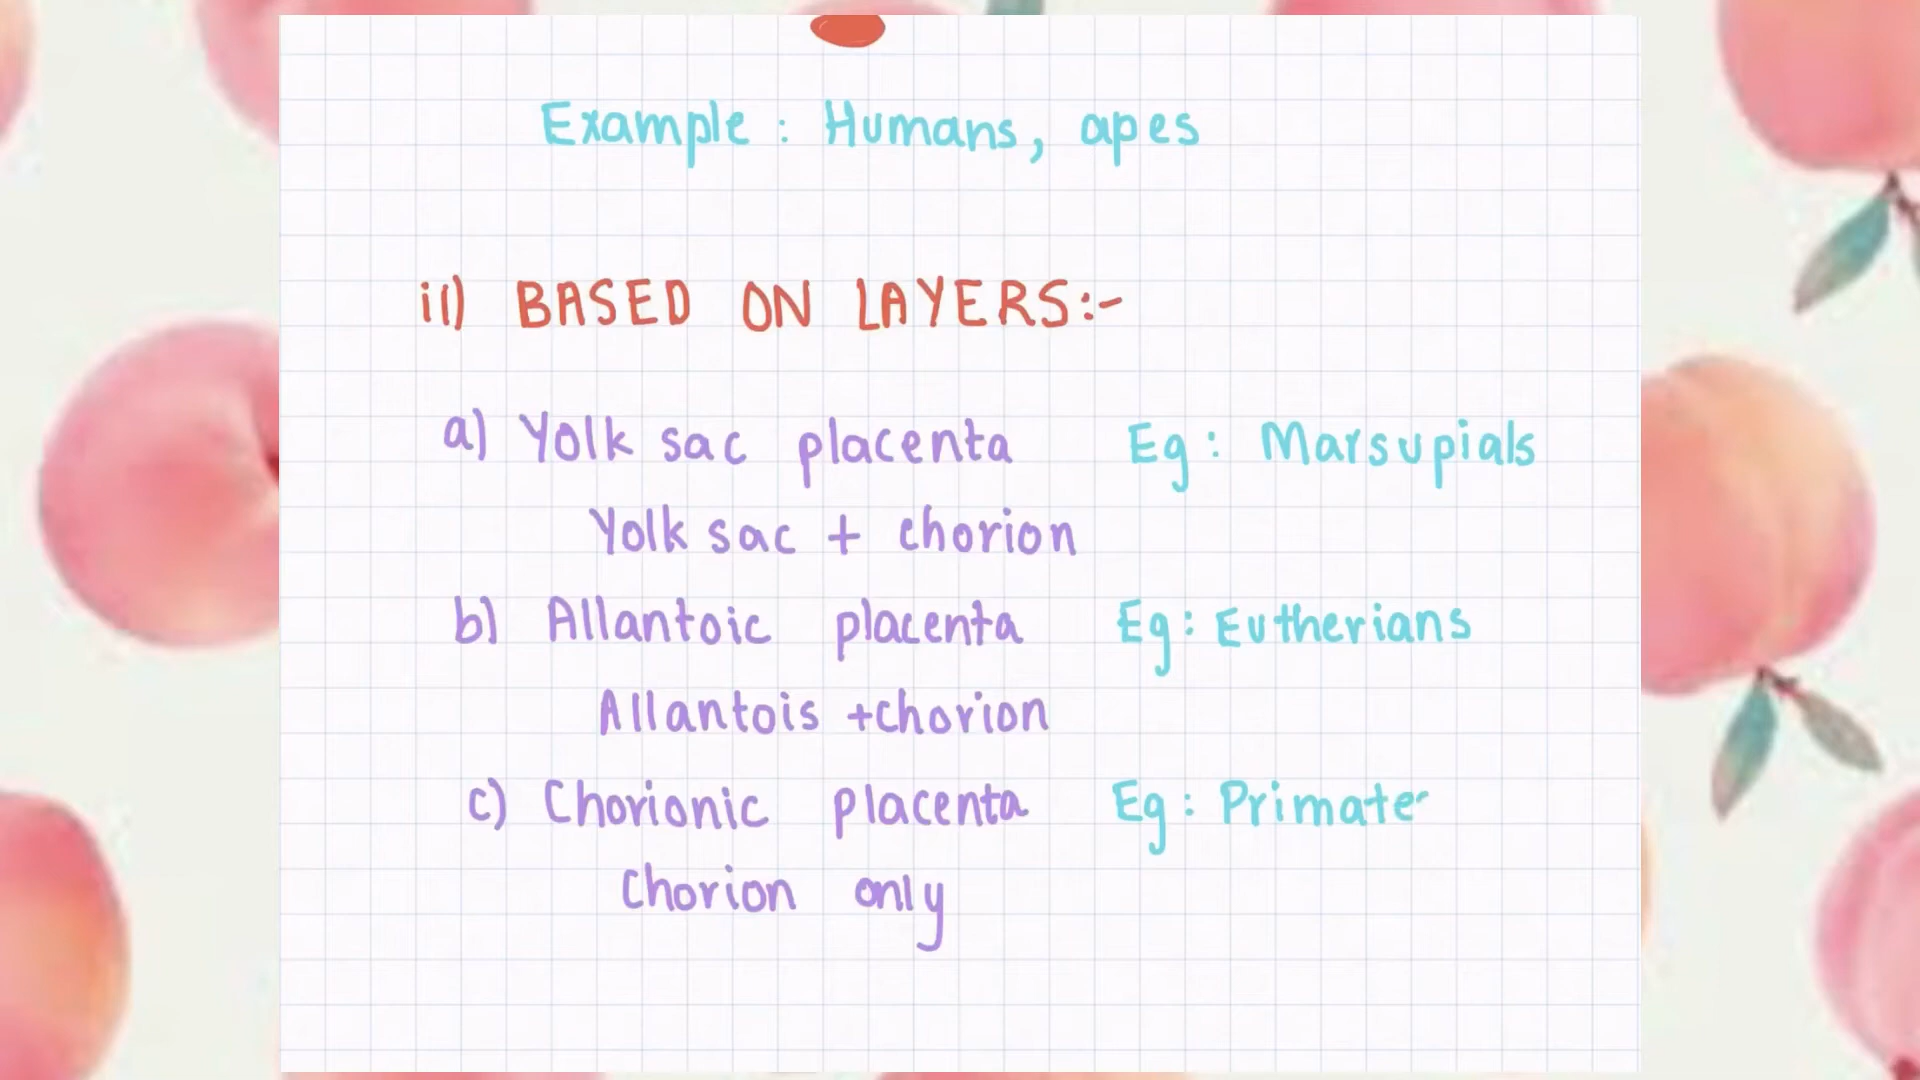 Example : Humans, apes
ii) BASED ON LAYERS:-
a) Yolk sac placenta Eg : Marsupials
Yolk sac + chorion
b) Allantoic placenta Eg : Eutherians
Allantois + chorion
c) Chorionic placenta Eg : Primate
Chorion only